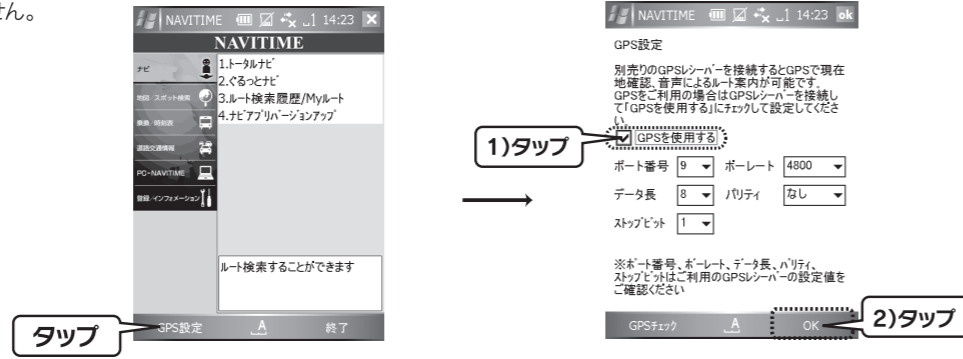 せん。
NAVITIME 14:23
NAVITIME
ナビ
地図/スポット検索
乗換/時刻表
道路交通情報
PC-NAVITIME
登録/インフォメーション
1.トータルナビ
2.ぐるっとナビ
3.ルート検索履歴/Myルート
4.ナビアプリバージョンアップ
ルート検索することができます
GPS設定 A 終了
タップ
→
NAVITIME 14:23 ok
GPS設定
別売りのGPSレシーバーを接続するとGPSで現在
地確認、音声によるルート案内が可能です。
GPSをご利用の場合はGPSレシーバーを接続し
て「GPSを使用する」にチェックして設定してくださ
い。
1)タップ
GPSを使用する
ポート番号 9 ボーレート 4800
データ長 8 パリティ なし
ストップビット 1
※ポート番号、ボーレート、データ長、パリティ、
ストップビットはご利用のGPSレシーバーの設定値を
ご確認ください
GPSチェック A OK
2)タップ